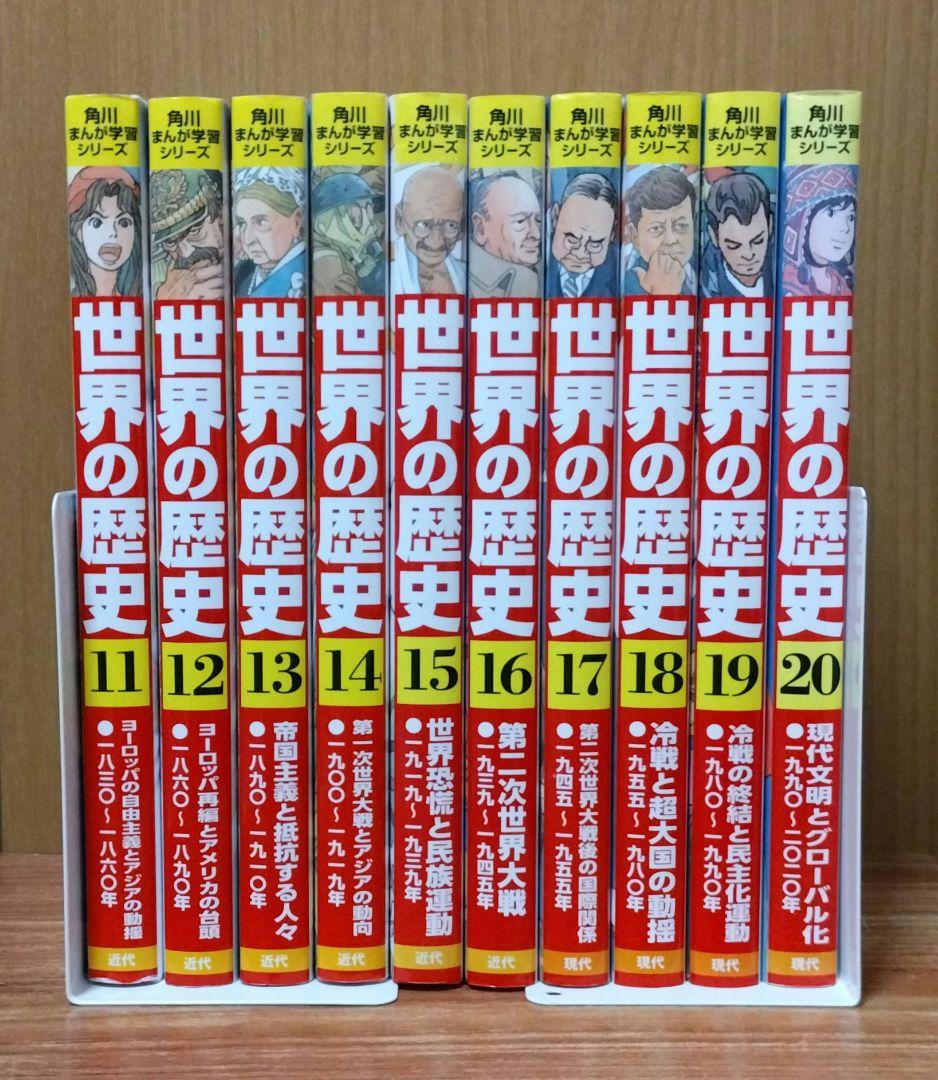 角川
まんが学習
シリーズ
世界の歴史
11
ヨーロッパの自由主義とアジアの動揺
●一八三〇～一八六〇年
近代
角川
まんが学習
シリーズ
世界の歴史
12
ヨーロッパ再編とアメリカの台頭
●一八六〇～一八九〇年
近代
角川
まんが学習
シリーズ
世界の歴史
13
帝国主義と抵抗する人々
●一八九〇～一九一〇年
近代
角川
まんが学習
シリーズ
世界の歴史
14
第一次世界大戦とアジアの動向
●一九〇〇～一九一九年
近代
角川
まんが学習
シリーズ
世界の歴史
15
世界恐慌と民族運動
●一九一九～一九三九年
近代
角川
まんが学習
シリーズ
世界の歴史
16
第二次世界大戦
●一九三九～一九四五年
近代
角川
まんが学習
シリーズ
世界の歴史
17
第二次世界大戦後の国際関係
●一九四五～一九五五年
現代
角川
まんが学習
シリーズ
世界の歴史
18
冷戦と超大国の動揺
●一九五五～一九八〇年
現代
角川
まんが学習
シリーズ
世界の歴史
19
冷戦の終結と民主化運動
●一九八〇～一九九〇年
現代
角川
まんが学習
シリーズ
世界の歴史
20
現代文明とグローバル化
●一九九〇～二〇二〇年
現代